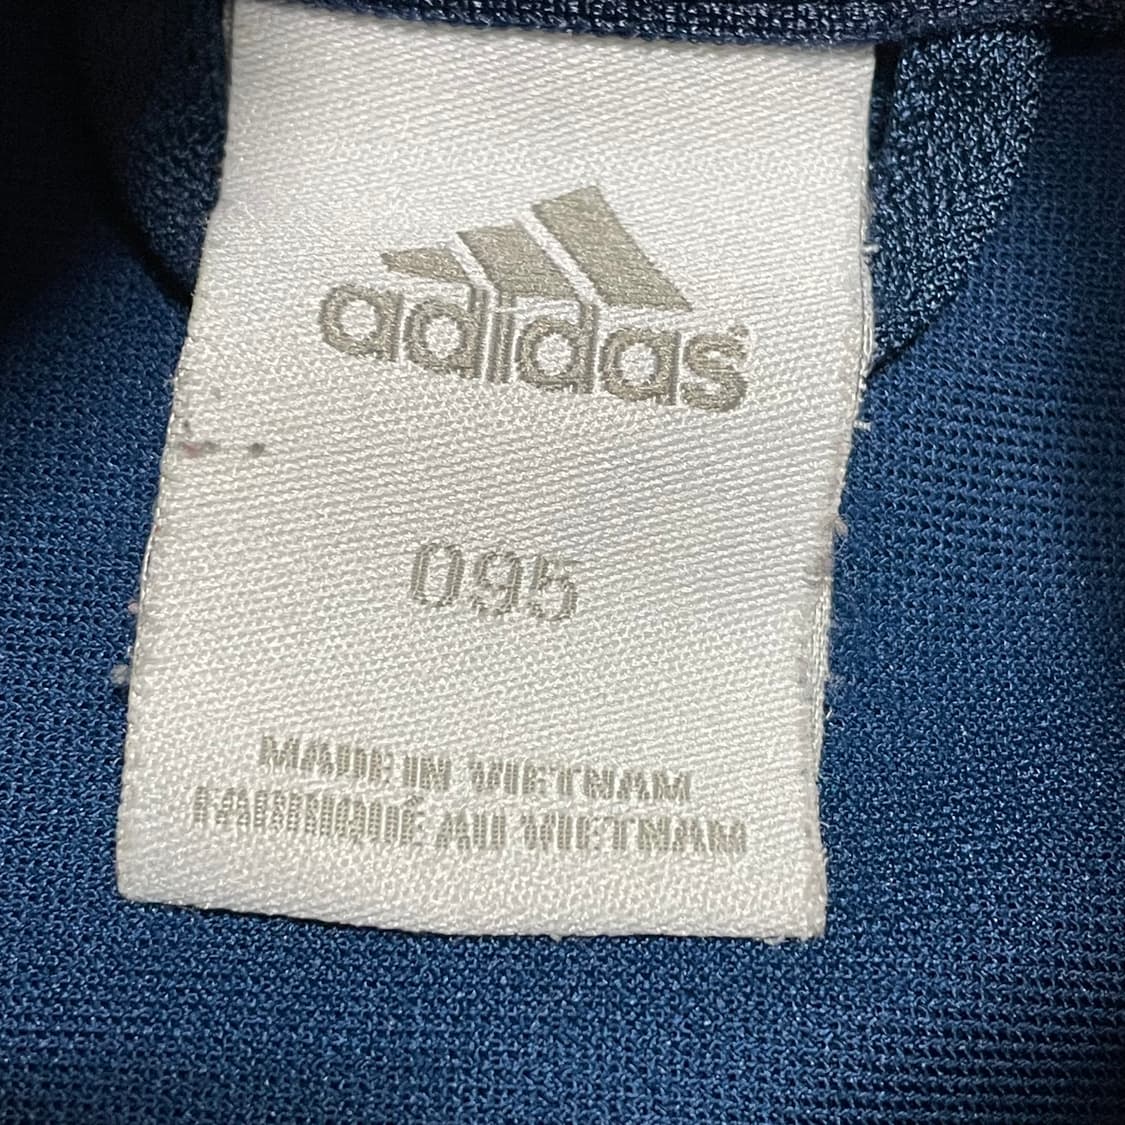 adidas®
095
MADE IN VIETNAM
FABRIQUÉ AU VIETNAM